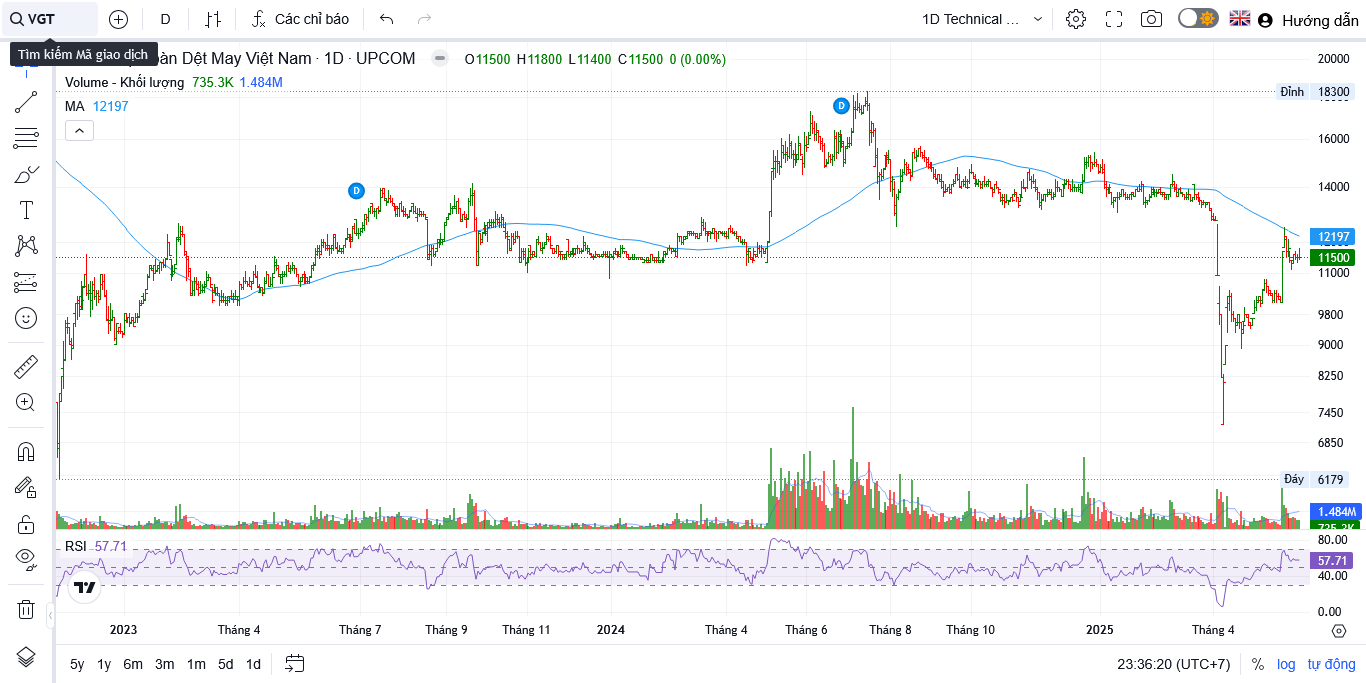 VGT
D
Các chỉ báo
1D Technical ...
Hướng dẫn
Tìm kiếm Mã giao dịch
oàn Dệt May Việt Nam · 1D · UPCOM
O11500 H11800 L11400 C11500 0 (0.00%)
Volume - Khối lượng 735.3K 1.484M
MA 12197
D
D
20000
Đỉnh 18300
16000
14000
12197
11500
11000
9800
9000
8250
7450
6850
Đáy 6179
1.484M
735.3K
RSI 57.71
80.00
57.71
40.00
0.00
2023
Tháng 4
Tháng 7
Tháng 9
Tháng 11
2024
Tháng 4
Tháng 6
Tháng 8
Tháng 10
2025
Tháng 4
5y 1y 6m 3m 1m 5d 1d
23:36:20 (UTC+7)
%
log
tự động